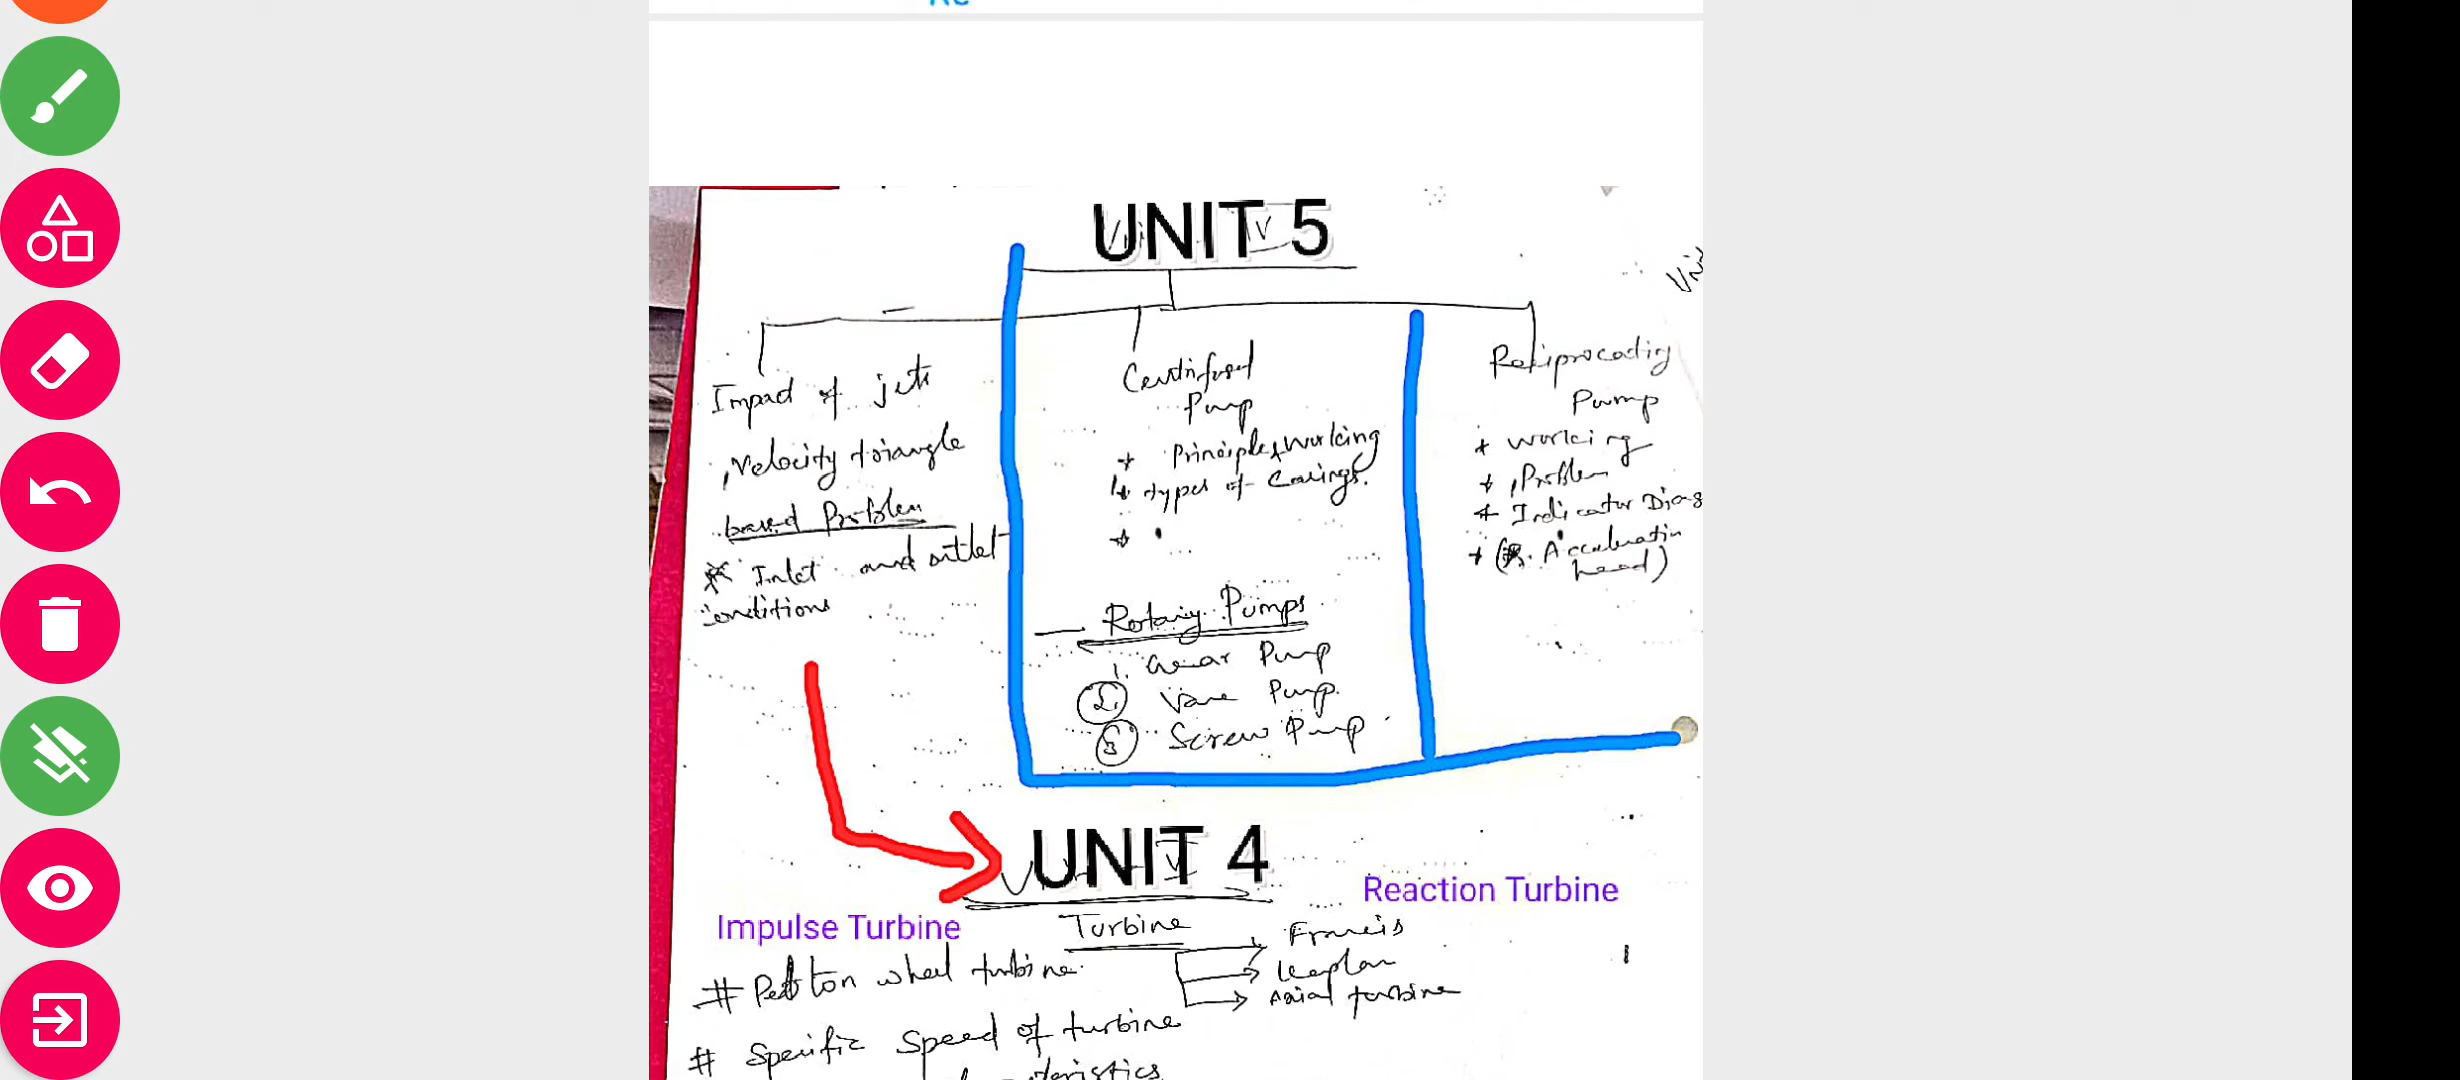 UNIT 5
Impact of jets
Velocity triangle
based Problem
* Inlet and outlet
conditions
Centrifugal
Pump
+ Principle & Working
+ types of Casings.
Rotary Pumps
1. Gear Pump
2. Vane Pump.
3 Screw Pump
Reciprocating
Pump
+ working
+ Problem
+ Indicator Diag
+ ( Acceleration
head)
UNIT 4
Impulse Turbine
Turbine
Reaction Turbine
Francis
Kaplan
Axial turbine
# Pelton wheel turbine
# Specific Speed of turbine